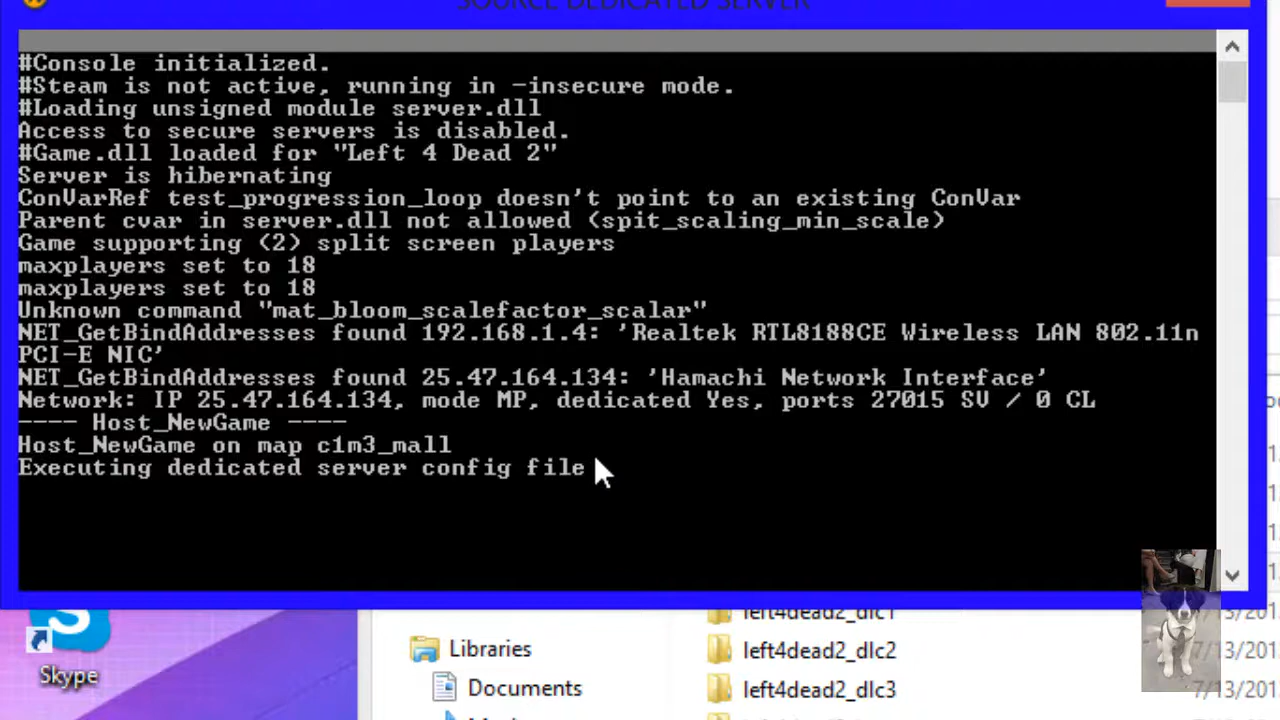 SOURCE DEDICATED SERVER
#Console initialized.
#Steam is not active, running in -insecure mode.
#Loading unsigned module server.dll
Access to secure servers is disabled.
#Game.dll loaded for "Left 4 Dead 2"
Server is hibernating
ConVarRef test_progression_loop doesn't point to an existing ConVar
Parent cvar in server.dll not allowed (spit_scaling_min_scale)
Game supporting (2) split screen players
maxplayers set to 18
maxplayers set to 18
Unknown command "mat_bloom_scalefactor_scalar"
NET_GetBindAddresses found 192.168.1.4: 'Realtek RTL8188CE Wireless LAN 802.11n
PCI-E NIC'
NET_GetBindAddresses found 25.47.164.134: 'Hamachi Network Interface'
Network: IP 25.47.164.134, mode MP, dedicated Yes, ports 27015 SV / 0 CL
---- Host_NewGame ----
Host_NewGame on map c1m3_mall
Executing dedicated server config file
left4dead2_dlc1
Libraries
left4dead2_dlc2
Skype
Documents
left4dead2_dlc3